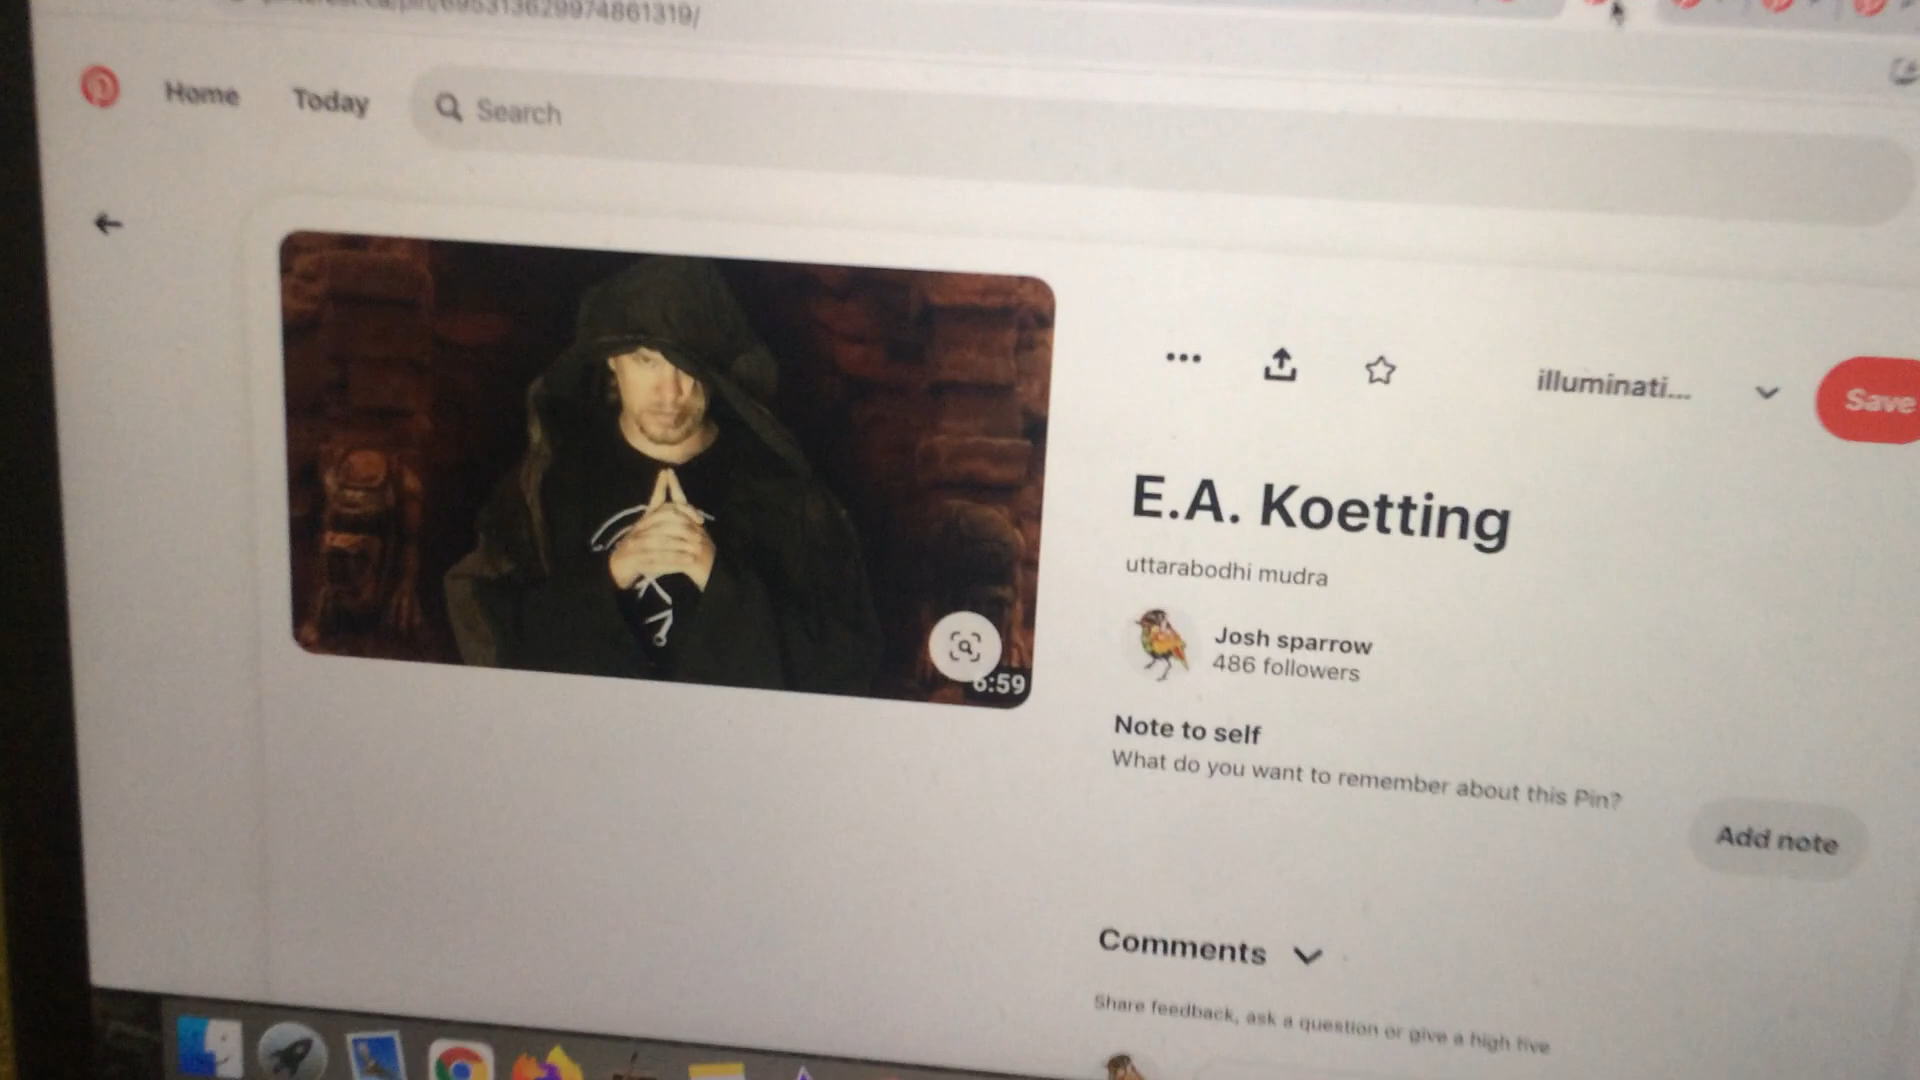 Home
Today
Search
illuminati...
Save
E.A. Koetting
uttarabodhi mudra
Josh sparrow
486 followers
6:59
Note to self
What do you want to remember about this Pin?
Add note
Comments
Share feedback, ask a question or give a high five